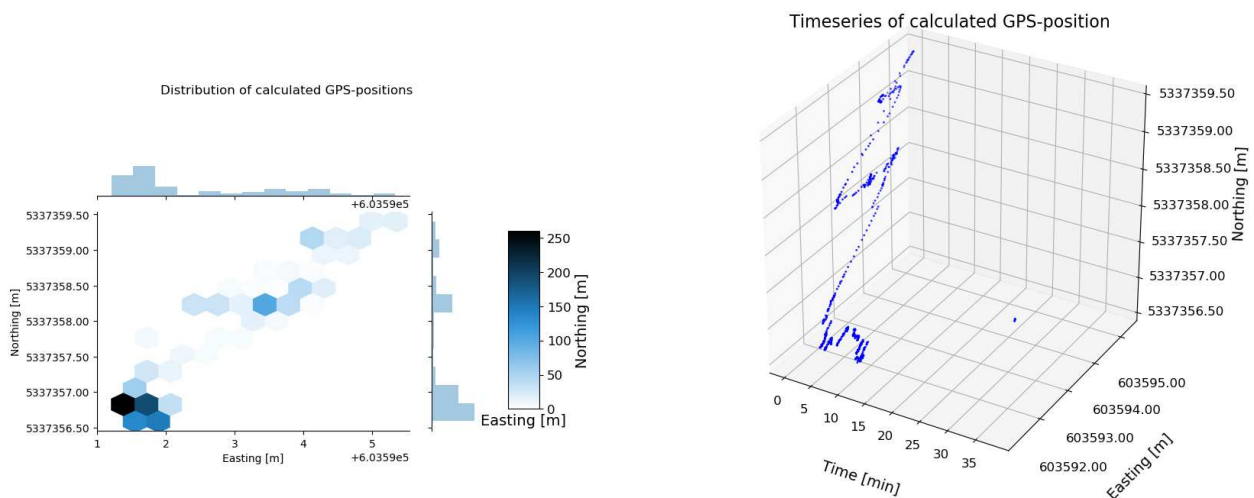 Distribution of calculated GPS-positions
+6.0359e5
5337359.50
5337359.00
5337358.50
5337358.00
5337357.50
5337357.00
5337356.50
Northing [m]
1 2 3 4 5
Easting [m]
+6.0359e5
250
200
150
100
50
0
Northing [m]
Easting [m]
Timeseries of calculated GPS-position
5337359.50
5337359.00
5337358.50
5337358.00
5337357.50
5337357.00
5337356.50
Northing [m]
603595.00
603594.00
603593.00
603592.00
Easting [m]
0 5 10 15 20 25 30 35
Time [min]